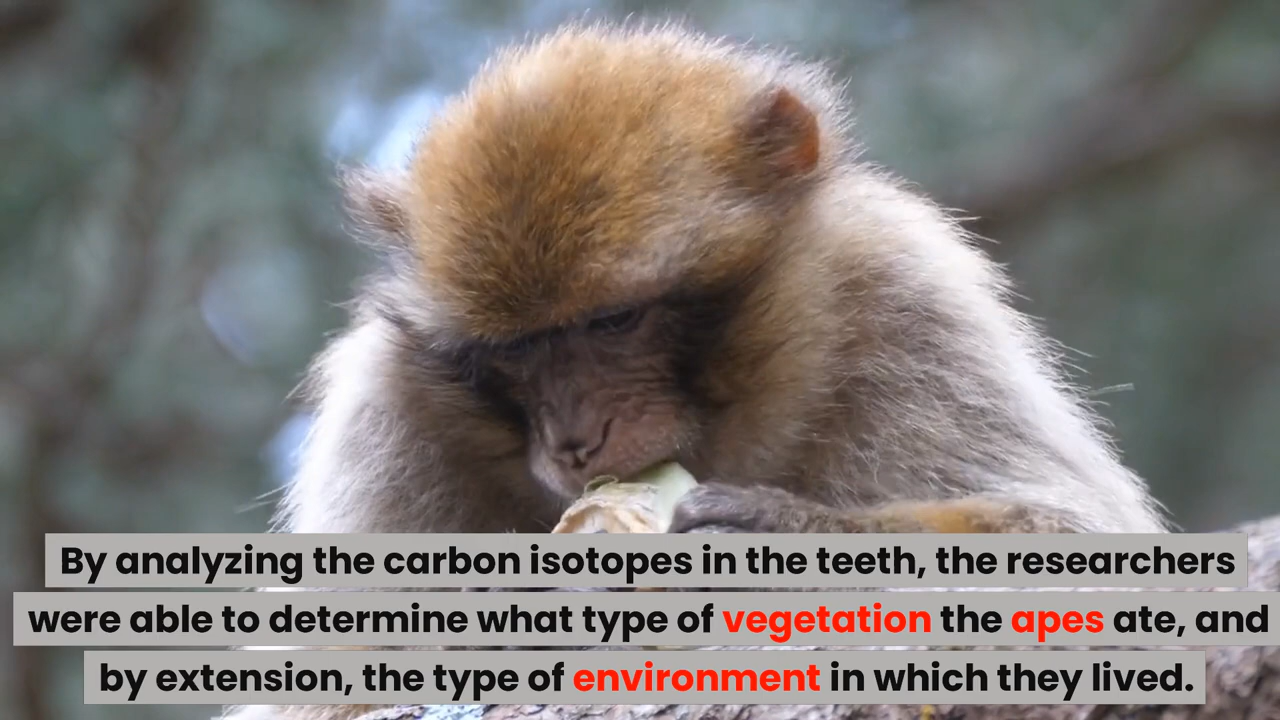 By analyzing the carbon isotopes in the teeth, the researchers
were able to determine what type of vegetation the apes ate, and
by extension, the type of environment in which they lived.